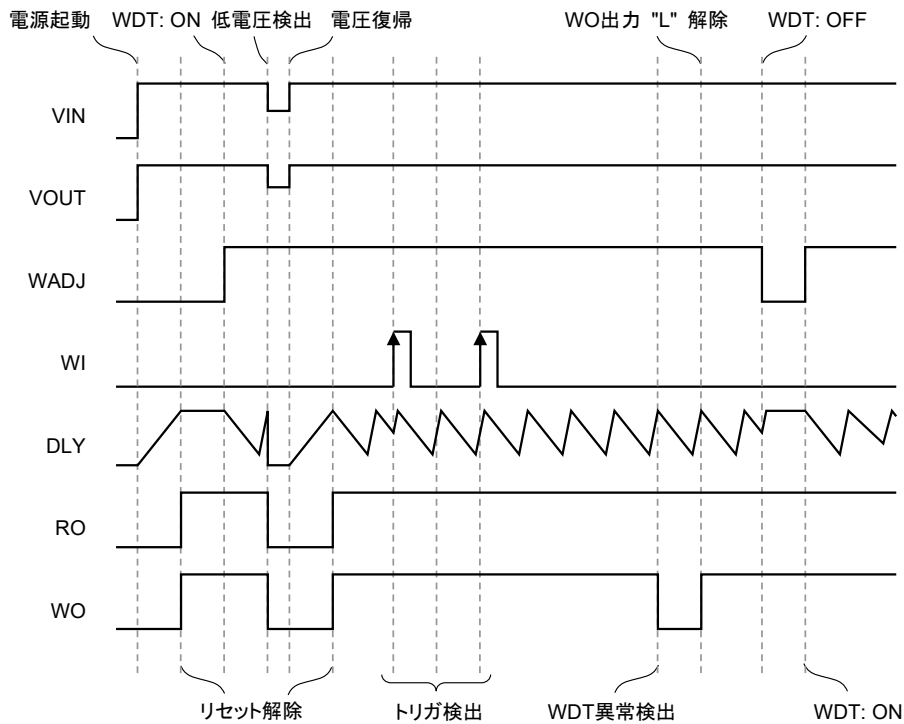 電源起動 WDT: ON 低電圧検出 電圧復帰 WO出力 "L" 解除 WDT: OFF
VIN
VOUT
WADJ
WI
DLY
RO
WO
リセット解除 トリガ検出 WDT異常検出 WDT: ON